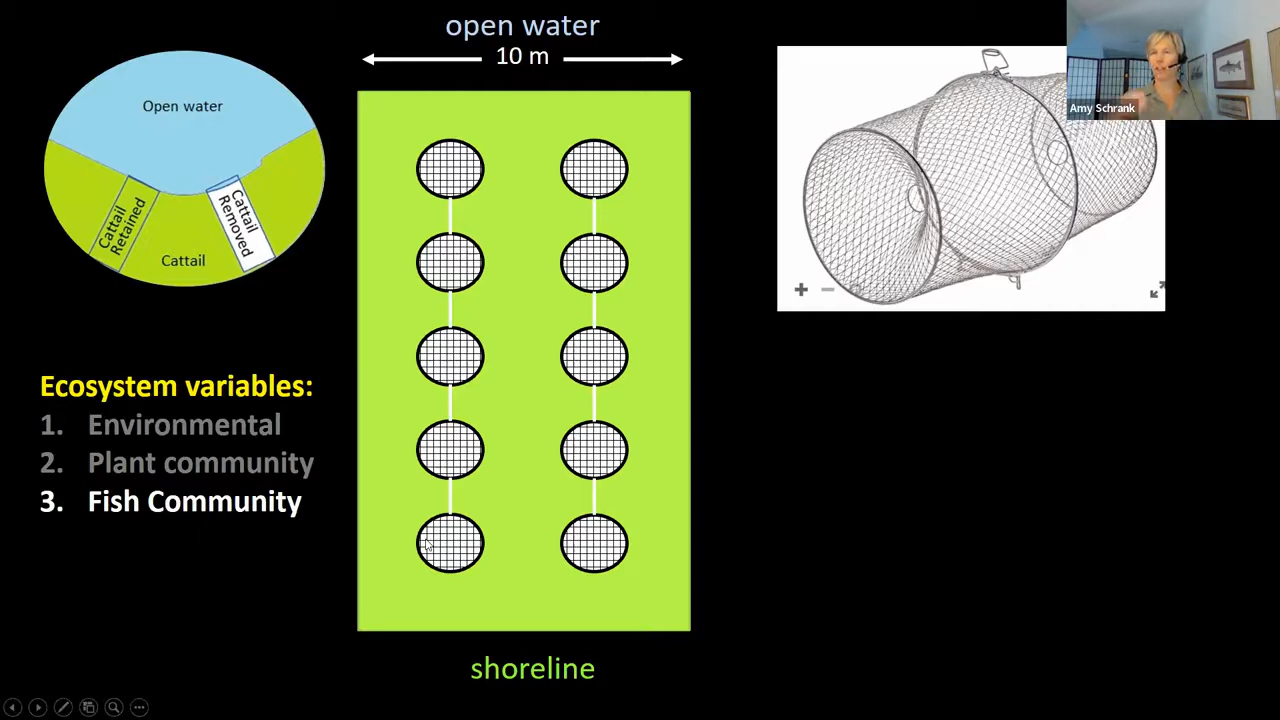 open water
10 m
Open water
Cattail
Retained
Cattail
Removed
Cattail
Ecosystem variables:
1. Environmental
2. Plant community
3. Fish Community
shoreline
Amy Schrank